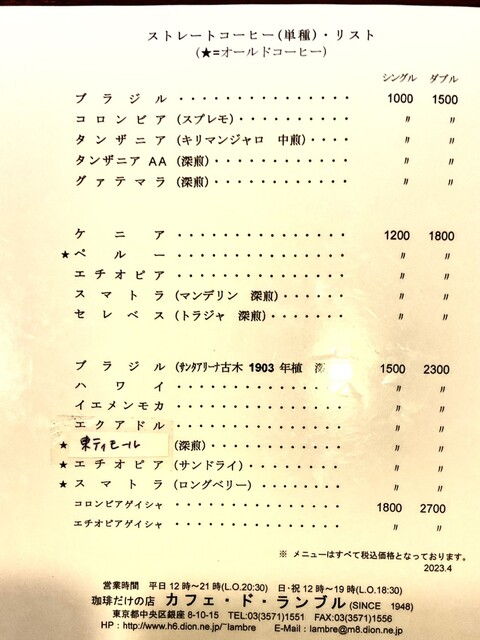 ストレートコーヒー(単種)・リスト
(★=オールドコーヒー)
シングル ダブル
ブラジル ・・・・・・・・・・・・・・・ 1000 1500
コロンビア (スプレモ)・・・・・・・・・・ 〃 〃
タンザニア (キリマンジャロ 中煎)・・・・ 〃 〃
タンザニアAA (深煎)・・・・・・・・・・・・ 〃 〃
グァテマラ (深煎)・・・・・・・・・・・・ 〃 〃
ケニア ・・・・・・・・・・・・・・・ 1200 1800
★ペルー ・・・・・・・・・・・・・・・ 〃 〃
エチオピア ・・・・・・・・・・・・・・・ 〃 〃
スマトラ (マンデリン 深煎)・・・・・・ 〃 〃
セレベス (トラジャ 深煎)・・・・・・・ 〃 〃
ブラジル (サンタアリーナ古木 1903 年植 1500 2300
ハワイ ・・・・・・・・・・・・・・・ 〃 〃
イエメンモカ ・・・・・・・・・・・・・・・ 〃 〃
エクアドル ・・・・・・・・・・・・・・・ 〃 〃
★ 東ティモール (深煎)・・・・・・・・・・・・ 〃 〃
★エチオピア (サンドライ)・・・・・・・・・ 〃 〃
★スマトラ (ロングベリー)・・・・・・・・ 〃 〃
コロンビアゲイシャ ・・・・・・・・・・・・・・・ 1800 2700
エチオピアゲイシャ ・・・・・・・・・・・・・・・ 〃 〃
※ メニューはすべて税込価格となっております。
2023.4
営業時間 平日 12 時〜21 時(L.O.20:30) 日・祝 12 時〜19 時(L.O.18:30)
珈琲だけの店 カフェ・ド・ランブル (SINCE 1948)
東京都中央区銀座 8-10-15 TEL:03(3571)1551 FAX:03(3571)1556
HP：http://www.h6.dion.ne.jp/~lambre E-Mail：lambre@m8.dion.ne.jp